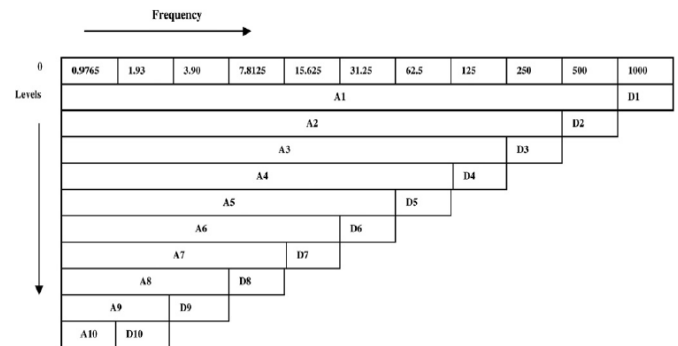 Frequency
0 0.9765 1.93 3.90 7.8125 15.625 31.25 62.5 125 250 500 1000
Levels A1 D1
A2 D2
A3 D3
A4 D4
A5 D5
A6 D6
A7 D7
A8 D8
A9 D9
A10 D10